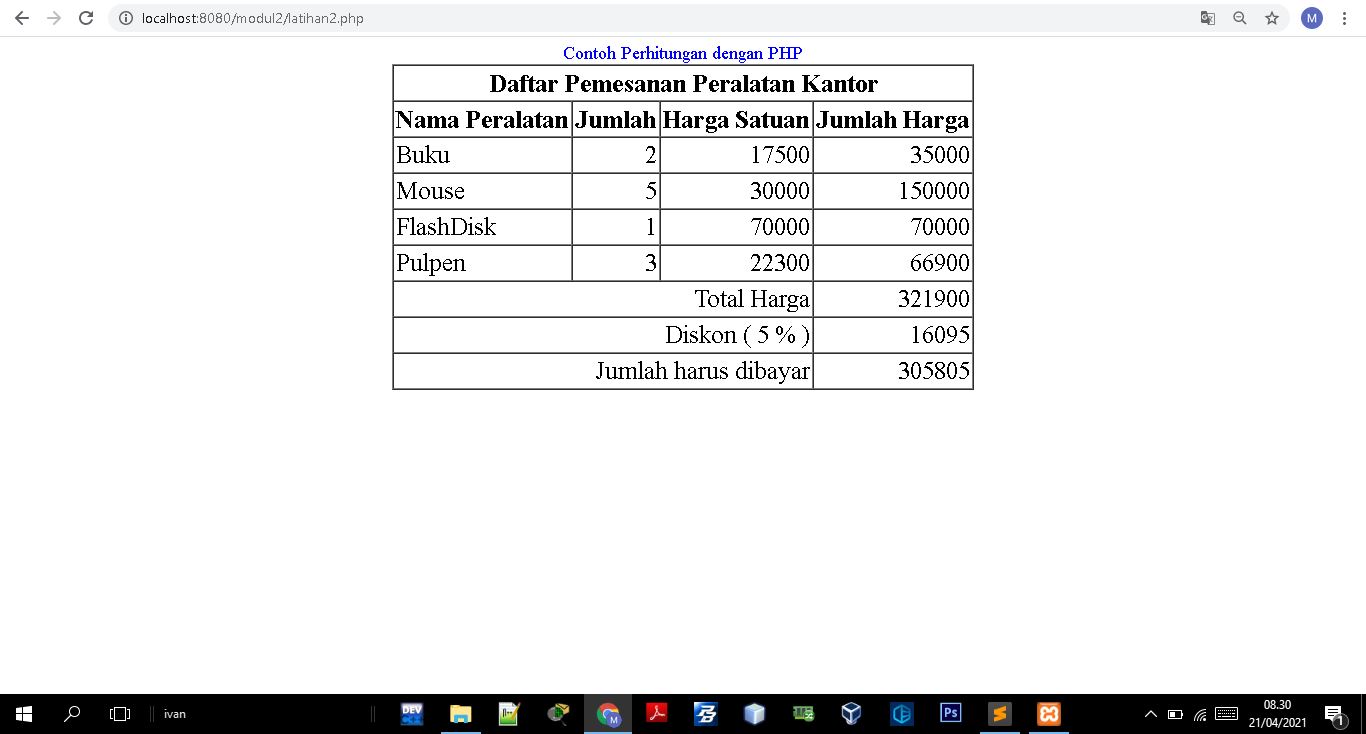 localhost:8080/modul2/latihan2.php
M
Contoh Perhitungan dengan PHP
Daftar Pemesanan Peralatan Kantor
Nama Peralatan Jumlah Harga Satuan Jumlah Harga
Buku 2 17500 35000
Mouse 5 30000 150000
FlashDisk 1 70000 70000
Pulpen 3 22300 66900
Total Harga 321900
Diskon ( 5 % ) 16095
Jumlah harus dibayar 305805
ivan
DEV
M
Ps
08.30
21/04/2021
1